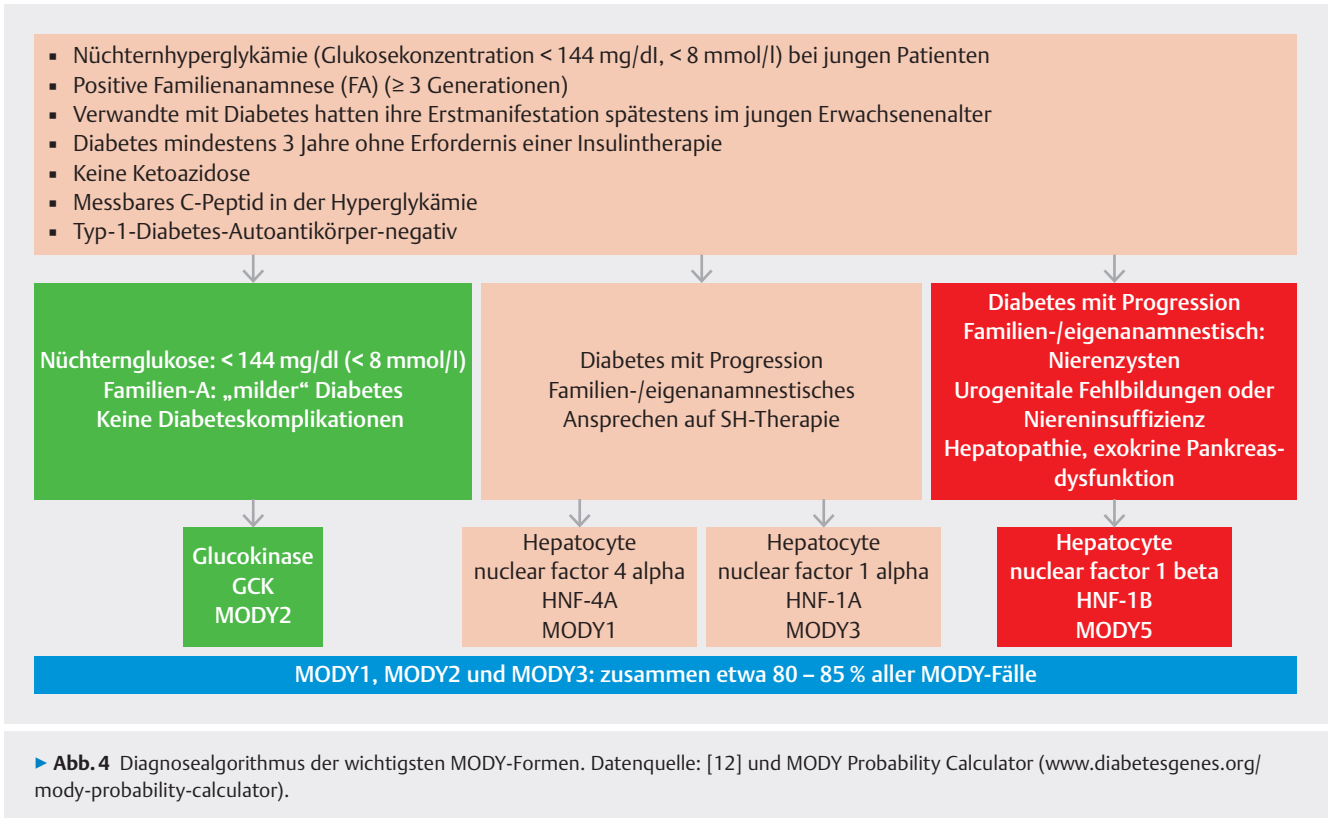 ▪ Nüchternhyperglykämie (Glukosekonzentration < 144 mg/dl, < 8 mmol/l) bei jungen Patienten
▪ Positive Familienanamnese (FA) (≥ 3 Generationen)
▪ Verwandte mit Diabetes hatten ihre Erstmanifestation spätestens im jungen Erwachsenenalter
▪ Diabetes mindestens 3 Jahre ohne Erfordernis einer Insulintherapie
▪ Keine Ketoazidose
▪ Messbares C-Peptid in der Hyperglykämie
▪ Typ-1-Diabetes-Autoantikörper-negativ
Nüchternglukose: < 144 mg/dl (< 8 mmol/l)
Familien-A: „milder“ Diabetes
Keine Diabeteskomplikationen
Diabetes mit Progression
Familien-/eigenanamnestisches
Ansprechen auf SH-Therapie
Diabetes mit Progression
Familien-/eigenanamnestisch:
Nierenzysten
Urogenitale Fehlbildungen oder
Niereninsuffizienz
Hepatopathie, exokrine Pankreas-
dysfunktion
Glucokinase
GCK
MODY2
Hepatocyte
nuclear factor 4 alpha
HNF-4A
MODY1
Hepatocyte
nuclear factor 1 alpha
HNF-1A
MODY3
Hepatocyte
nuclear factor 1 beta
HNF-1B
MODY5
MODY1, MODY2 und MODY3: zusammen etwa 80 – 85 % aller MODY-Fälle
▶ Abb. 4 Diagnosealgorithmus der wichtigsten MODY-Formen. Datenquelle: [12] und MODY Probability Calculator (www.diabetesgenes.org/
mody-probability-calculator).